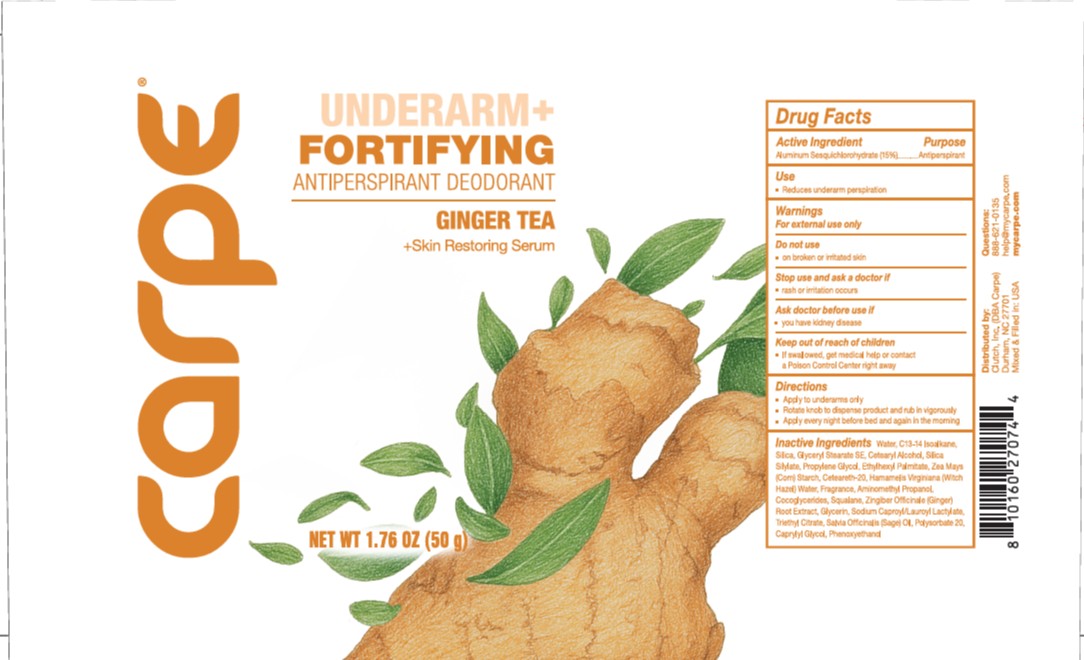 carpe®
UNDERARM+
FORTIFYING
ANTIPERSPIRANT DEODORANT
GINGER TEA
+Skin Restoring Serum
NET WT 1.76 OZ (50 g)
Drug Facts
Active Ingredient Purpose
Aluminum Sesquichlorohydrate (15%)......Antiperspirant
Use
• Reduces underarm perspiration
Warnings
For external use only
Do not use
• on broken or irritated skin
Stop use and ask a doctor if
• rash or irritation occurs
Ask doctor before use if
• you have kidney disease
Keep out of reach of children
• If swallowed, get medical help or contact
a Poison Control Center right away
Directions
• Apply to underarms only
• Rotate knob to dispense product and rub in vigorously
• Apply every night before bed and again in the morning
Inactive Ingredients Water, C13-14 Isoalkane,
Silica, Glyceryl Stearate SE, Cetearyl Alcohol, Silica
Silylate, Propylene Glycol, Ethylhexyl Palmitate, Zea Mays
(Corn) Starch, Ceteareth-20, Hamamelis Virginiana (Witch
Hazel) Water, Fragrance, Aminomethyl Propanol,
Cocoglycerides, Squalane, Zingiber Officinale (Ginger)
Root Extract, Glycerin, Sodium Caproyl/Lauroyl Lactylate,
Triethyl Citrate, Salvia Officinalis (Sage) Oil, Polysorbate 20,
Caprylyl Glycol, Phenoxyethanol
Questions:
888-621-0135
help@mycarpe.com
mycarpe.com
Distributed by:
Clutch, Inc. (DBA Carpe)
Durham, NC 27701
Mixed & Filled in: USA
8 10160 27074 4